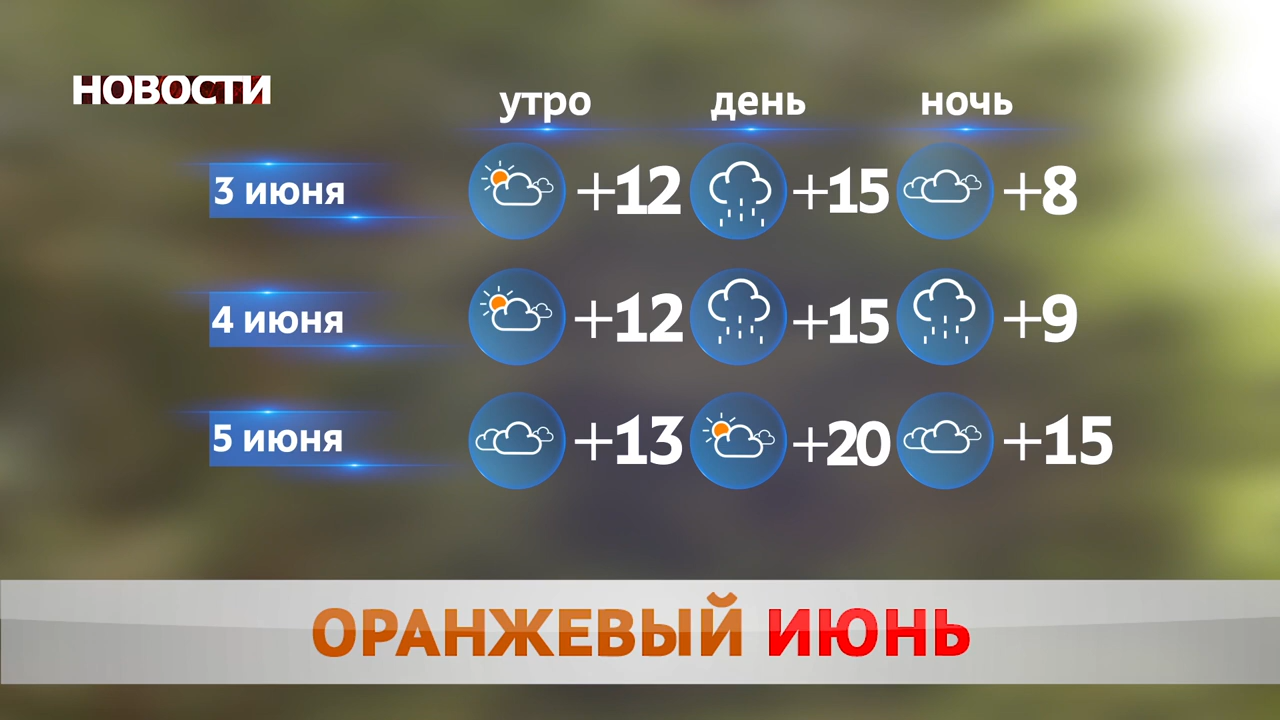 НОВОСТИ
утро день ночь
3 июня +12 +15 +8
4 июня +12 +15 +9
5 июня +13 +20 +15
ОРАНЖЕВЫЙ ИЮНЬ